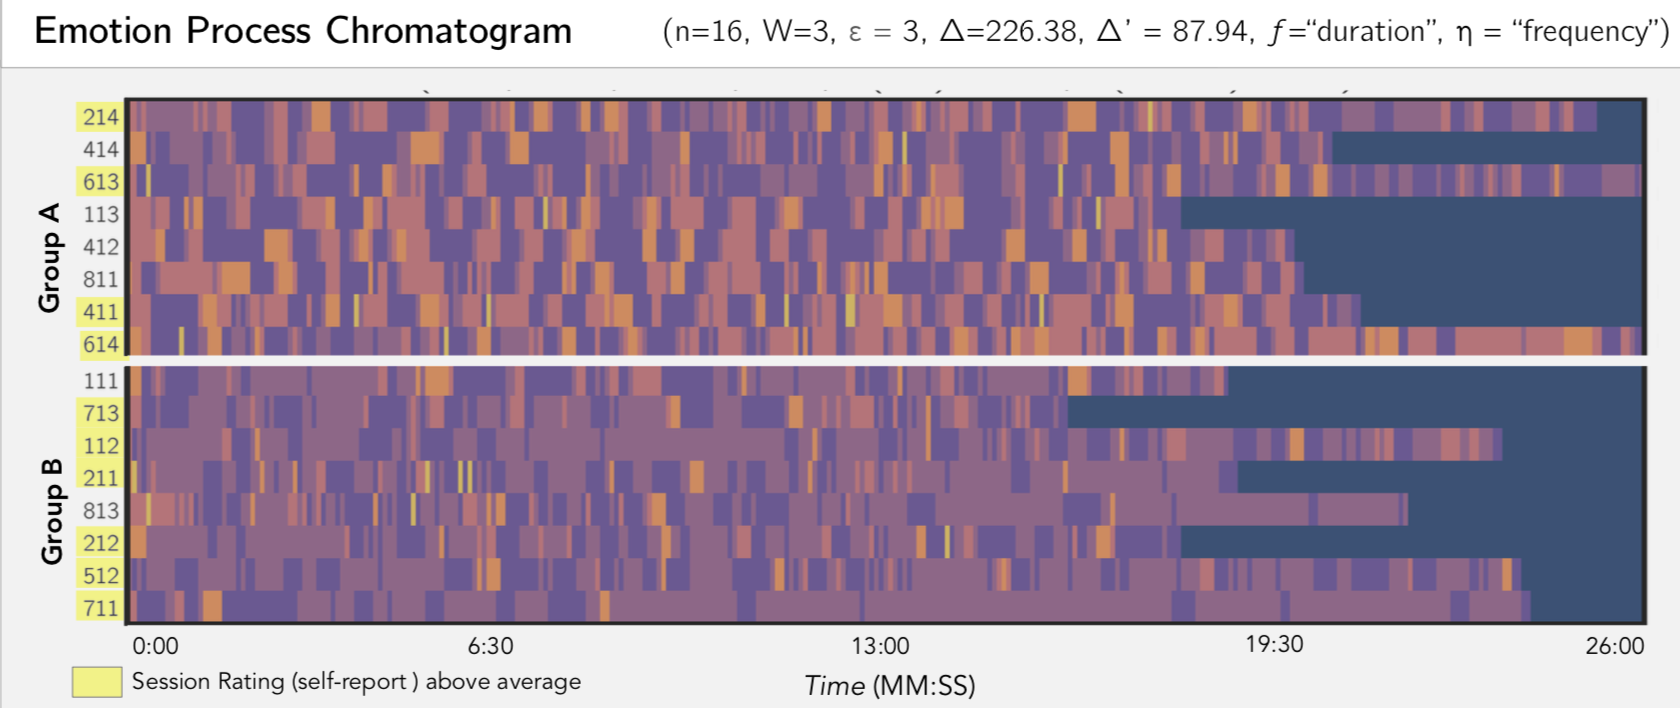 Emotion Process Chromatogram (n=16, W=3, ε = 3, Δ=226.38, Δ’ = 87.94, f=“duration”, η = “frequency”)
Group A
214
414
613
113
412
811
411
614
Group B
111
713
112
211
813
212
512
711
0:00 6:30 13:00 19:30 26:00
Session Rating (self-report ) above average
Time (MM:SS)